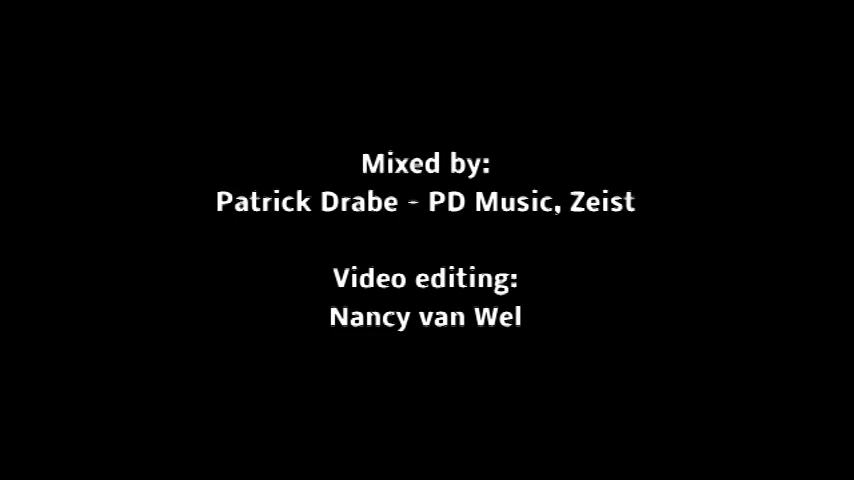 Mixed by:
Patrick Drabe - PD Music, Zeist
Video editing:
Nancy van Wel